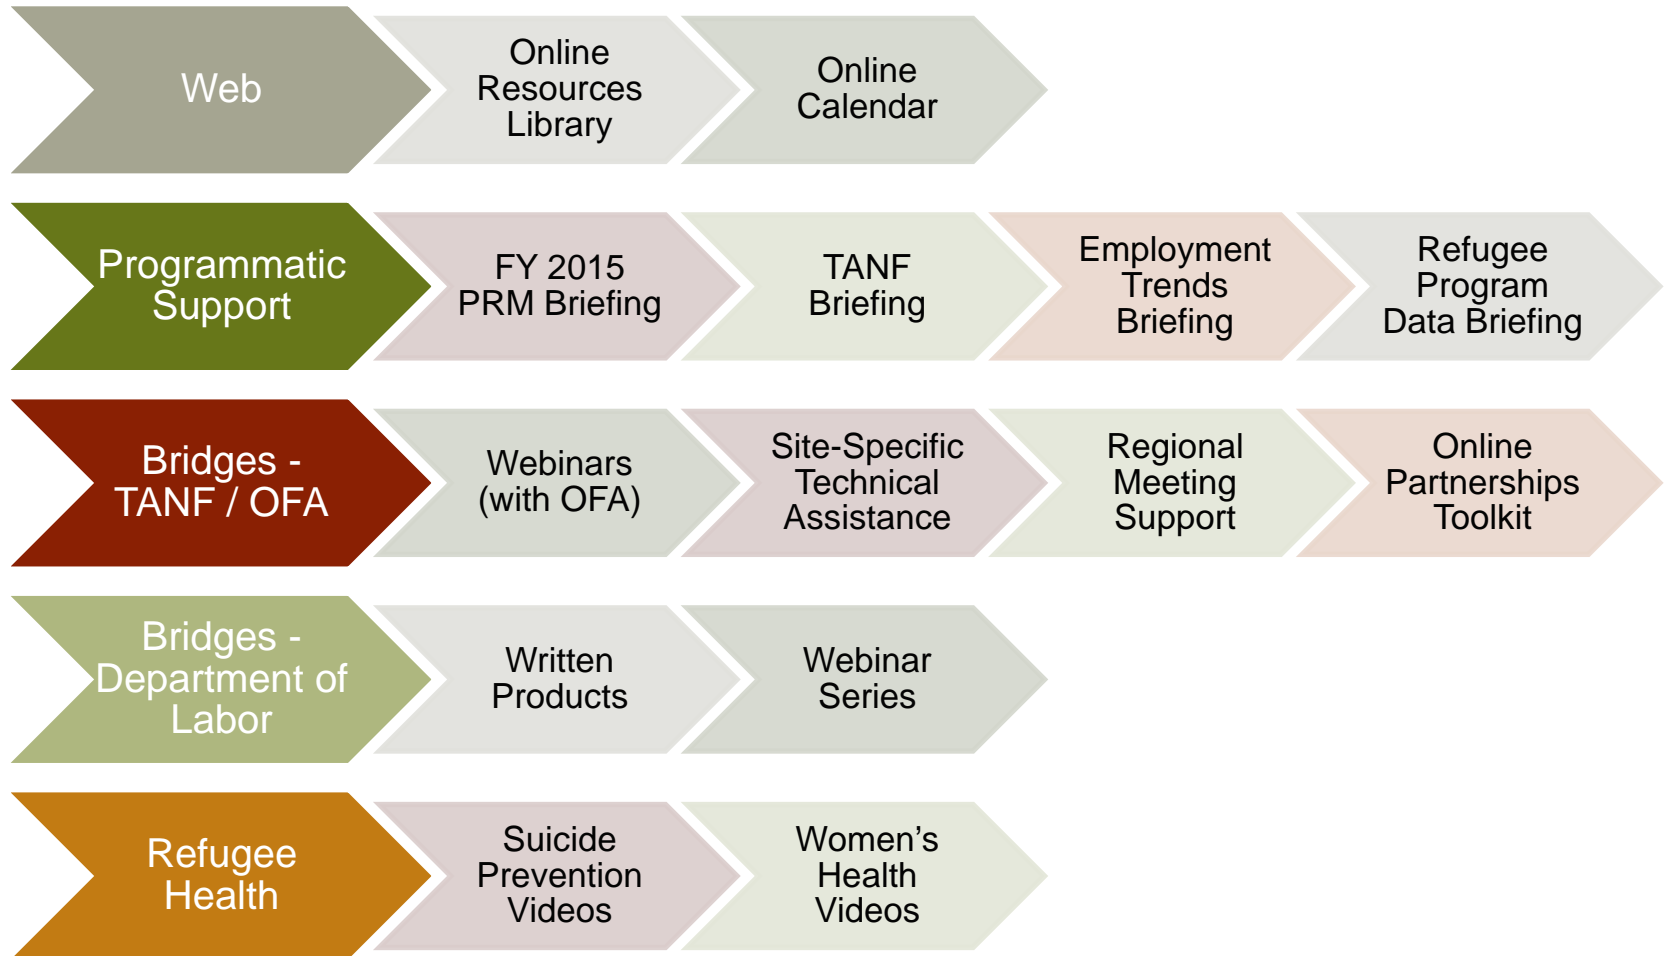 Web
Online
Resources
Library
Online
Calendar
Programmatic
Support
FY 2015
PRM Briefing
TANF
Briefing
Employment
Trends
Briefing
Refugee
Program
Data Briefing
Bridges -
TANF / OFA
Webinars
(with OFA)
Site-Specific
Technical
Assistance
Regional
Meeting
Support
Online
Partnerships
Toolkit
Bridges -
Department of
Labor
Written
Products
Webinar
Series
Refugee
Health
Suicide
Prevention
Videos
Women’s
Health
Videos